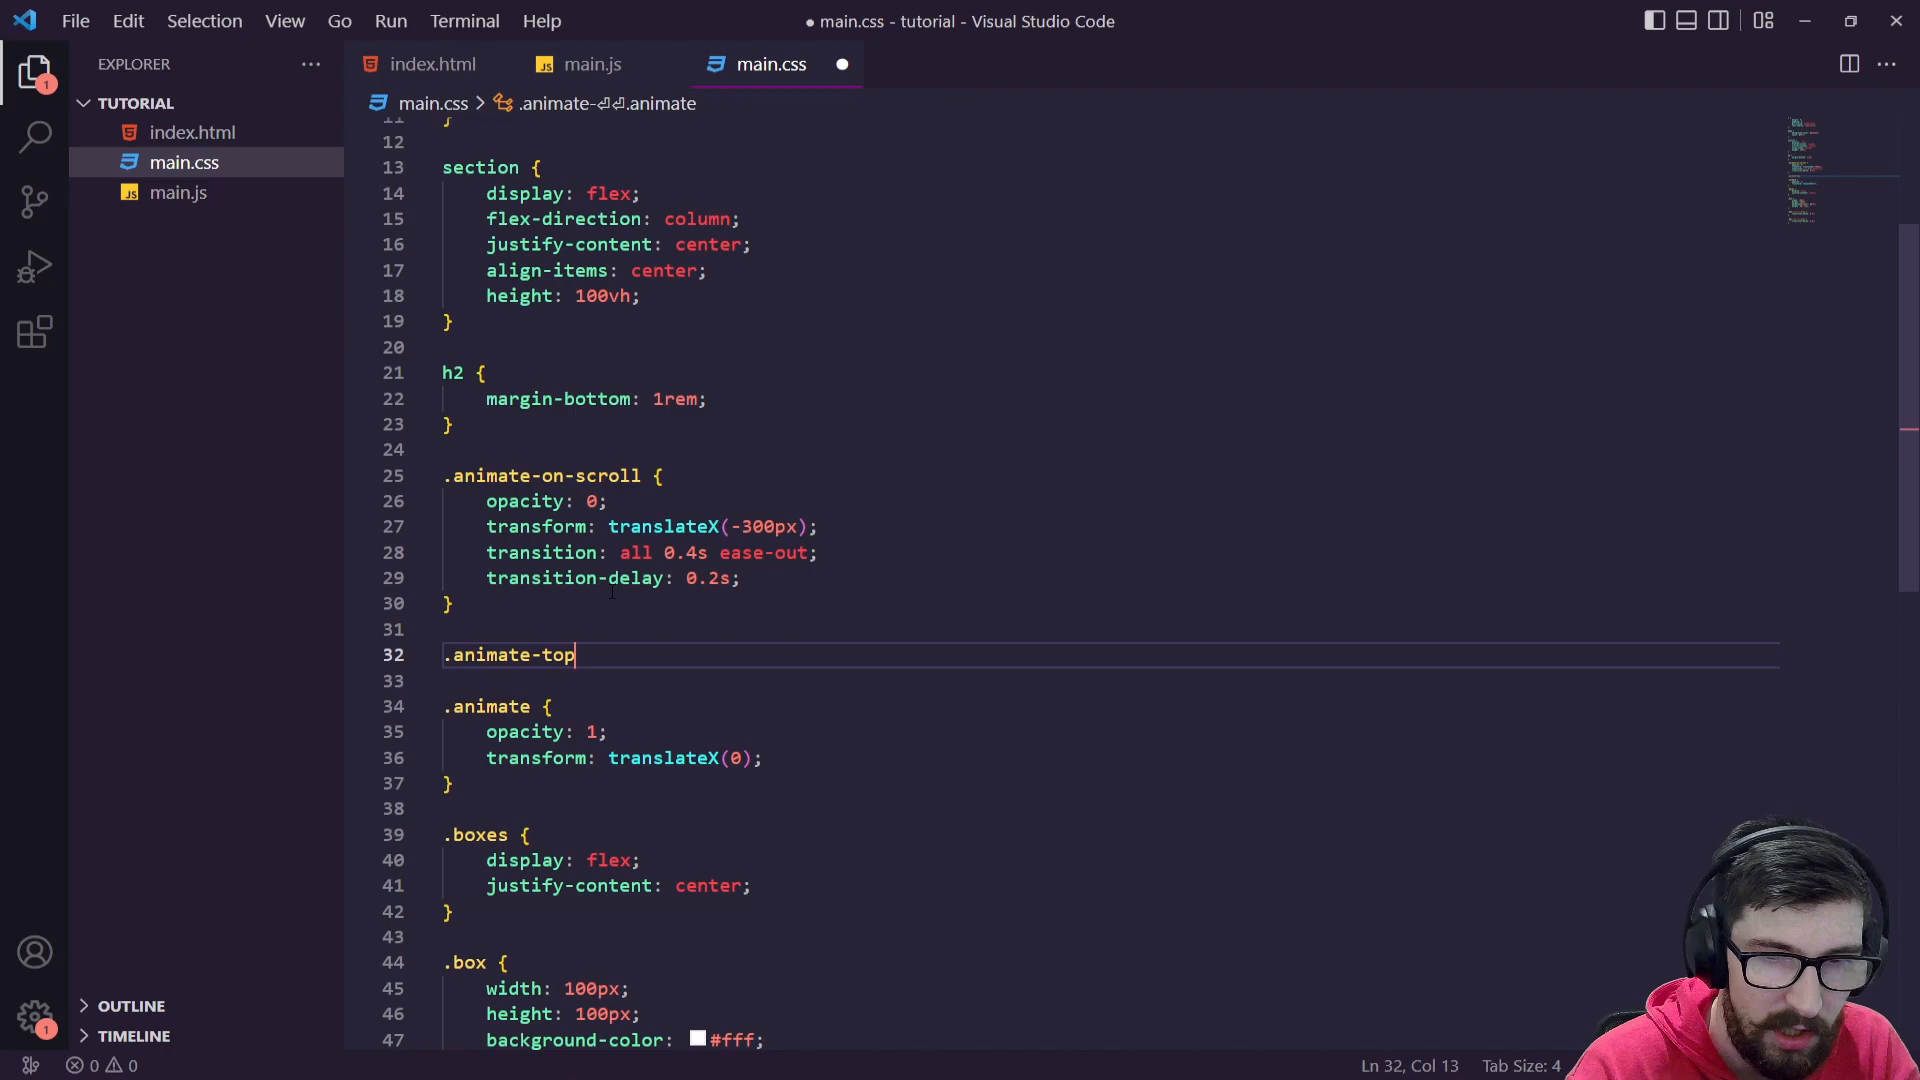 File Edit Selection View Go Run Terminal Help
● main.css - tutorial - Visual Studio Code
EXPLORER
1
TUTORIAL
index.html
main.css
main.js
index.html
main.js
main.css
main.css > .animate-⏎⏎.animate
11 }
12
13 section {
14 display: flex;
15 flex-direction: column;
16 justify-content: center;
17 align-items: center;
18 height: 100vh;
19 }
20
21 h2 {
22 margin-bottom: 1rem;
23 }
24
25 .animate-on-scroll {
26 opacity: 0;
27 transform: translateX(-300px);
28 transition: all 0.4s ease-out;
29 transition-delay: 0.2s;
30 }
31
32 .animate-top
33
34 .animate {
35 opacity: 1;
36 transform: translateX(0);
37 }
38
39 .boxes {
40 display: flex;
41 justify-content: center;
42 }
43
44 .box {
45 width: 100px;
46 height: 100px;
47 background-color: #fff;
OUTLINE
TIMELINE
1
0 0
Ln 32, Col 13 Tab Size: 4